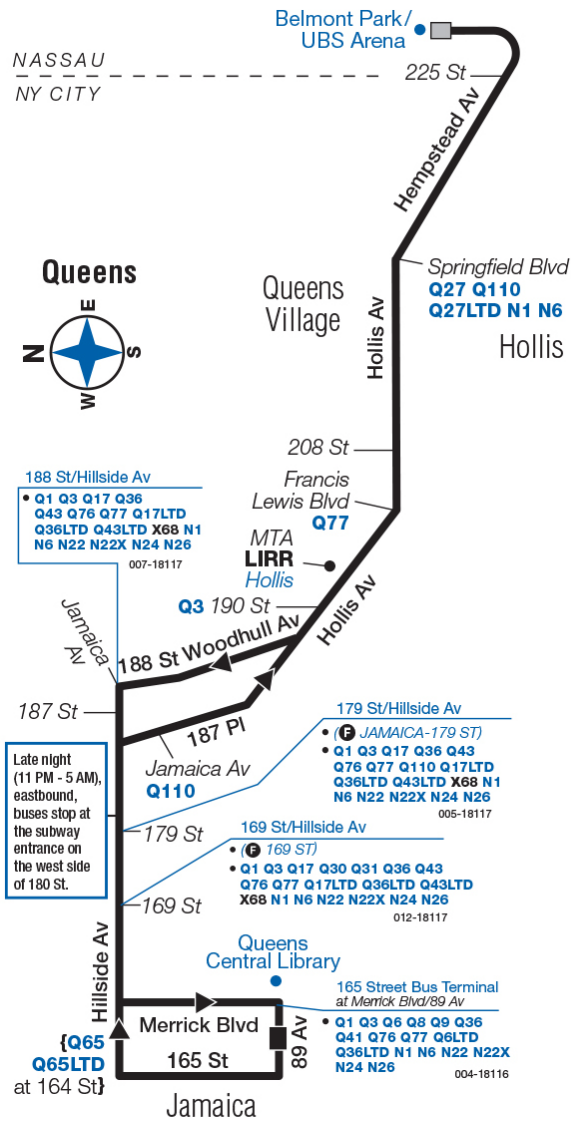 Belmont Park/
UBS Arena
NASSAU
NY CITY
225 St
Hempstead Av
Queens
N
E
S
W
Springfield Blvd
Q27 Q110
Q27LTD N1 N6
Queens
Village
Hollis
Hollis Av
208 St
Francis
Lewis Blvd
Q77
MTA
LIRR
Hollis
Q3 190 St
Hollis Av
188 St/Hillside Av
• Q1 Q3 Q17 Q36
Q43 Q76 Q77 Q17LTD
Q36LTD Q43LTD X68 N1
N6 N22 N22X N24 N26
007-18117
Jamaica
Av
188 St Woodhull Av
187 St
187 Pl
Jamaica Av
Q110
Late night
(11 PM - 5 AM),
eastbound,
buses stop at
the subway
entrance on
the west side
of 180 St.
179 St/Hillside Av
• (F JAMAICA-179 ST)
• Q1 Q3 Q17 Q36 Q43
Q76 Q77 Q110 Q17LTD
Q36LTD Q43LTD X68 N1
N6 N22 N22X N24 N26
005-18117
179 St
169 St/Hillside Av
• (F 169 ST)
• Q1 Q3 Q17 Q30 Q31 Q36 Q43
Q76 Q77 Q17LTD Q36LTD Q43LTD
X68 N1 N6 N22 N22X N24 N26
012-18117
169 St
Hillside Av
Queens
Central Library
165 Street Bus Terminal
at Merrick Blvd/89 Av
• Q1 Q3 Q6 Q8 Q9 Q36
Q41 Q76 Q77 Q6LTD
Q36LTD N1 N6 N22 N22X
N24 N26
004-18116
Merrick Blvd
89 Av
165 St
{Q65
Q65LTD
at 164 St}
Jamaica